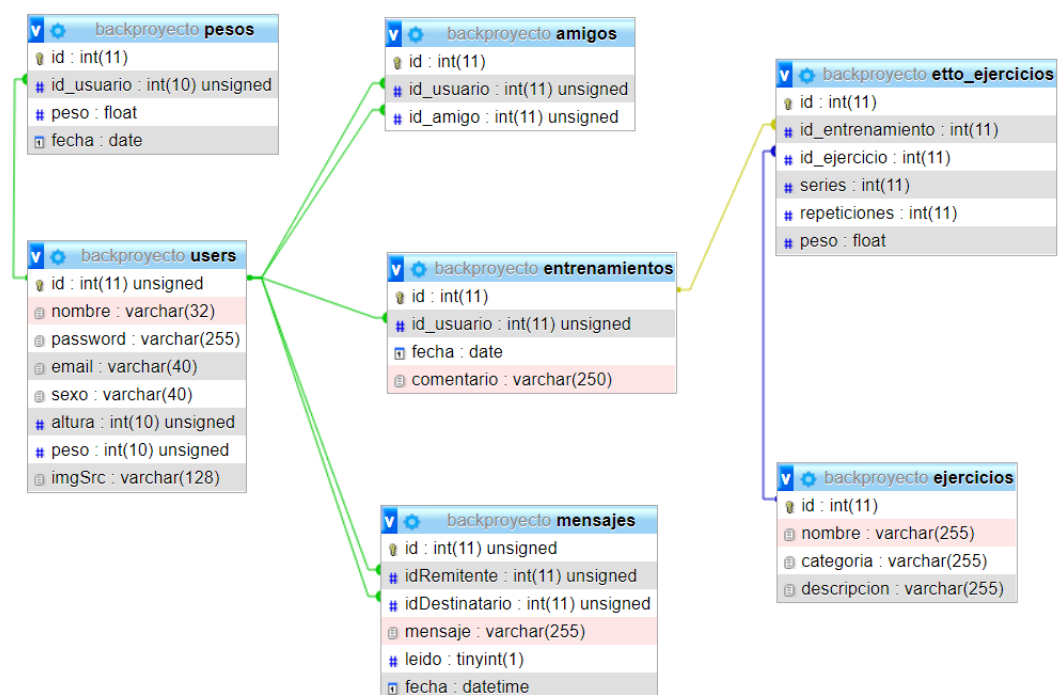 backproyecto pesos
id : int(11)
id_usuario : int(10) unsigned
peso : float
fecha : date
backproyecto amigos
id : int(11)
id_usuario : int(11) unsigned
id_amigo : int(11) unsigned
backproyecto etto_ejercicios
id : int(11)
id_entrenamiento : int(11)
id_ejercicio : int(11)
series : int(11)
repeticiones : int(11)
peso : float
backproyecto users
id : int(11) unsigned
nombre : varchar(32)
password : varchar(255)
email : varchar(40)
sexo : varchar(40)
altura : int(10) unsigned
peso : int(10) unsigned
imgSrc : varchar(128)
backproyecto entrenamientos
id : int(11)
id_usuario : int(11) unsigned
fecha : date
comentario : varchar(250)
backproyecto mensajes
id : int(11) unsigned
idRemitente : int(11) unsigned
idDestinatario : int(11) unsigned
mensaje : varchar(255)
leido : tinyint(1)
fecha : datetime
backproyecto ejercicios
id : int(11)
nombre : varchar(255)
categoria : varchar(255)
descripcion : varchar(255)